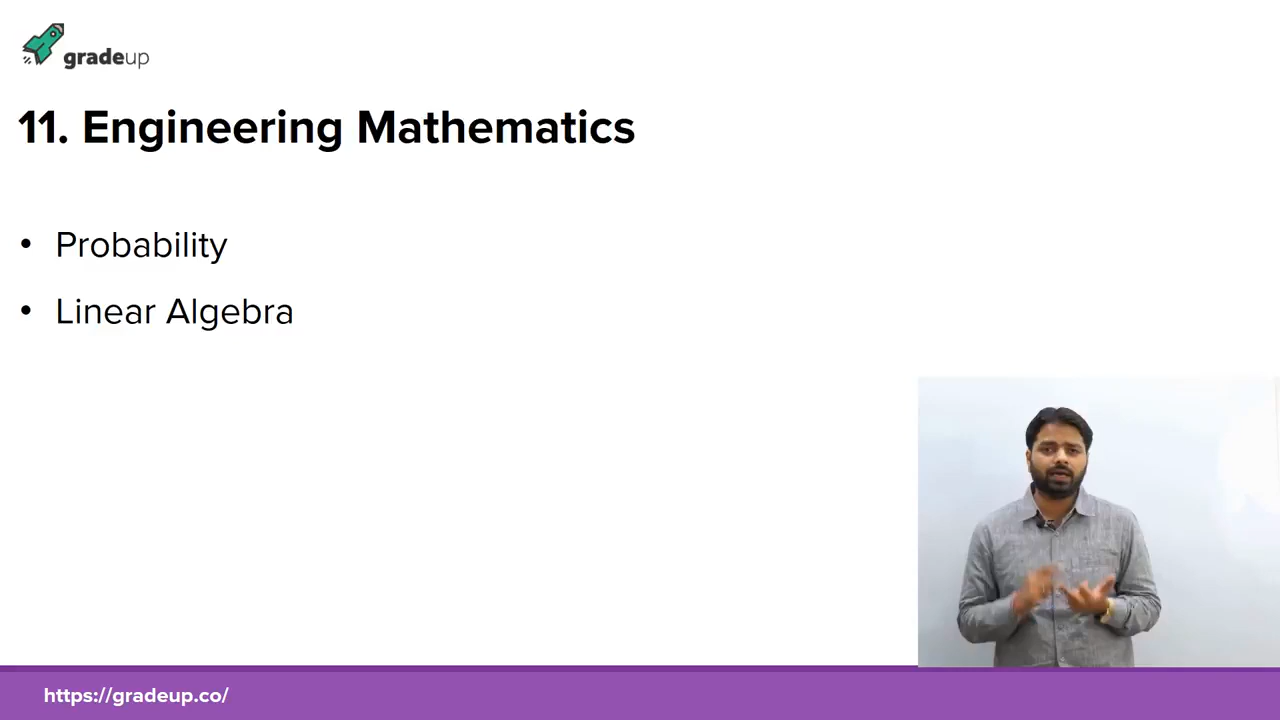 gradeup
11. Engineering Mathematics
• Probability
• Linear Algebra
https://gradeup.co/